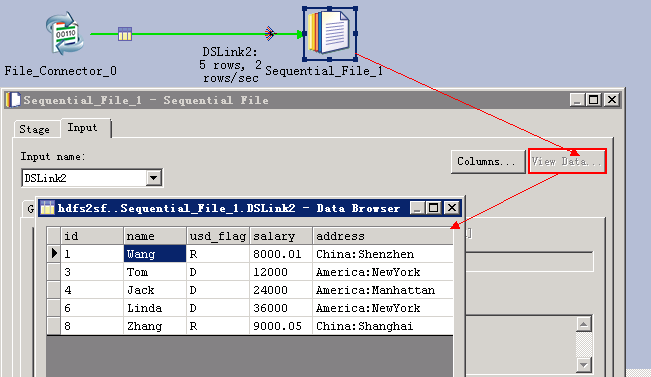 00110
DSLink2:
5 rows, 2
rows/sec
File_Connector_0
Sequential_File_1
Sequential_File_1 - Sequential File
Stage
Input
Input name:
DSLink2
Columns...
View Data...
G
hdfs2sf..Sequential_File_1.DSLink2 - Data Browser
id name usd_flag salary address
1 Wang R 8000.01 China:Shenzhen
3 Tom D 12000 America:NewYork
4 Jack D 24000 America:Manhattan
6 Linda D 36000 America:NewYork
8 Zhang R 9000.05 China:Shanghai